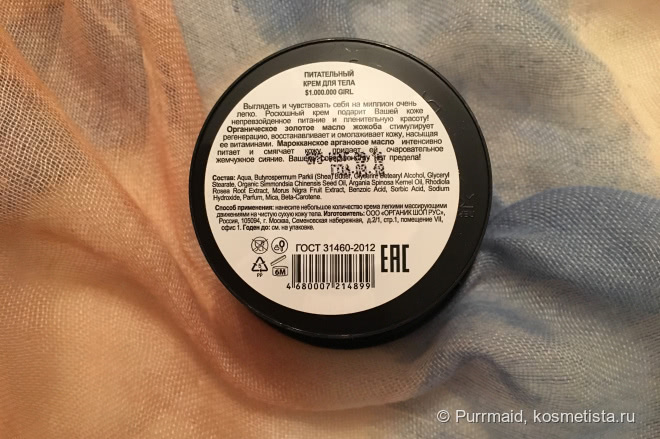 ПИТАТЕЛЬНЫЙ
КРЕМ ДЛЯ ТЕЛА
$1.000.000 GIRL
Выглядеть и чувствовать себя на миллион очень
легко. Роскошный крем подарит Вашей коже
непревзойденное питание и пленительную красоту!
Органическое золотое масло жожоба стимулирует
регенерацию, восстанавливает и омолаживает кожу, насыщая
ее витаминами. Марокканское аргановое масло интенсивно
питает и смягчает кожу, придает ей очаровательное
жемчужное сияние. Вашему совершенству нет предела!
Состав: Aqua, Butyrospermum Parkii (Shea) Butter, Glycerine, Stearyl Alcohol, Glyceryl
Stearate, Organic Simmondsia Chinensis Seed Oil, Argania Spinosa Kernel Oil, Rhodiola
Rosea Root Extract, Morus Nigra Fruit Extract, Benzoic Acid, Sorbic Acid, Sodium
Hydroxide, Parfum, Mica, Beta-Carotene.
Способ применения: нанесите небольшое количество крема легкими массирующими
движениями на чистую сухую кожу тела. Изготовитель: ООО «ОРГАНИК ШОП РУС»,
Россия, 105094, г. Москва, Семеновская набережная, д.2/1, стр.1, помещение VII,
офис 1. Годен до: см. на упаковке.
ГОСТ 31460-2012
EAC
PP
6M
4 680007 214899
© Purrmaid, kosmetista.ru